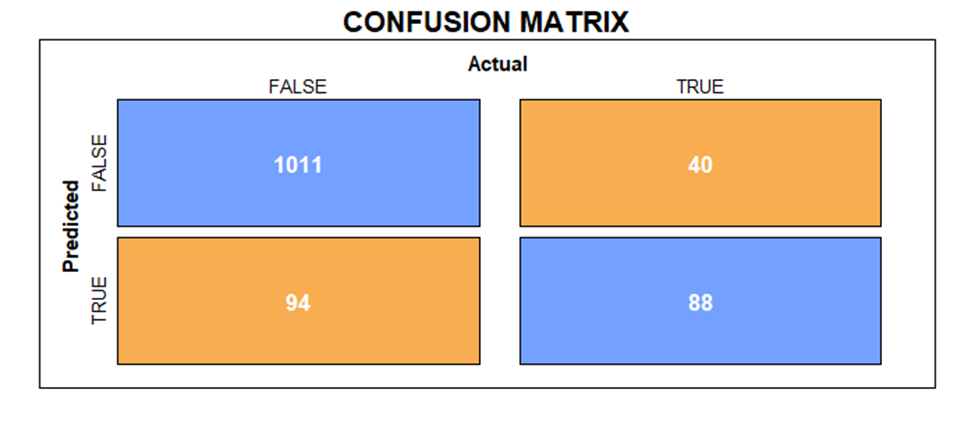 CONFUSION MATRIX
Actual
FALSE TRUE
Predicted
FALSE
1011 40
TRUE
94 88